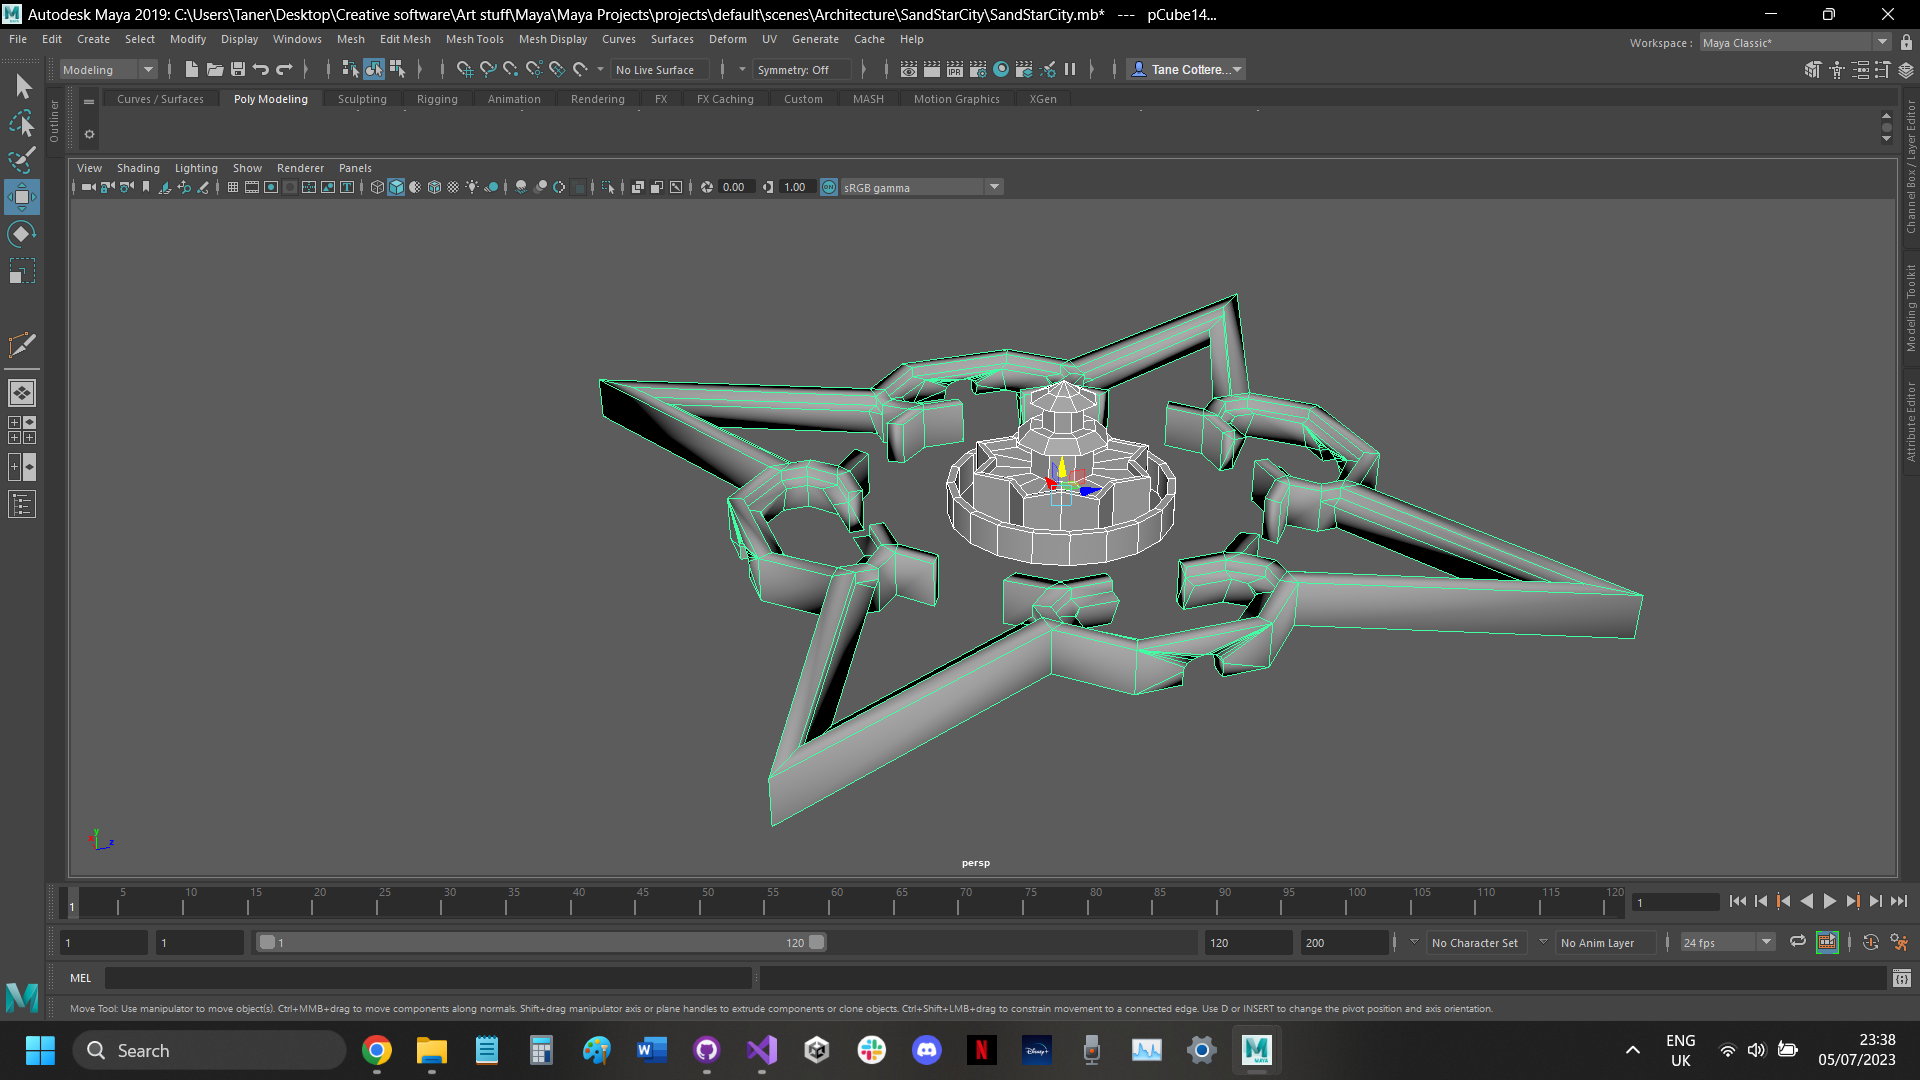 Autodesk Maya 2019: C:\Users\Taner\Desktop\Creative software\Art stuff\Maya\Maya Projects\projects\default\scenes\Architecture\SandStarCity\SandStarCity.mb* --- pCube14...
File Edit Create Select Modify Display Windows Mesh Edit Mesh Mesh Tools Mesh Display Curves Surfaces Deform UV Generate Cache Help
Workspace : Maya Classic*
Modeling No Live Surface Symmetry: Off IPR Tane Cottere...
Curves / Surfaces Poly Modeling Sculpting Rigging Animation Rendering FX FX Caching Custom MASH Motion Graphics XGen
Outliner
Channel Box / Layer Editor
Modeling Toolkit
Attribute Editor
View Shading Lighting Show Renderer Panels
0.00 1.00 ON sRGB gamma
y
z
persp
5 10 15 20 25 30 35 40 45 50 55 60 65 70 75 80 85 90 95 100 105 110 115 120
1 1
1 1 1 120 120 200 No Character Set No Anim Layer 24 fps
MEL
Move Tool: Use manipulator to move object(s). Ctrl+MMB+drag to move components along normals. Shift+drag manipulator axis or plane handles to extrude components or clone objects. Ctrl+Shift+LMB+drag to constrain movement to a connected edge. Use D or INSERT to change the pivot position and axis orientation.
Search
ENG
UK
23:38
05/07/2023